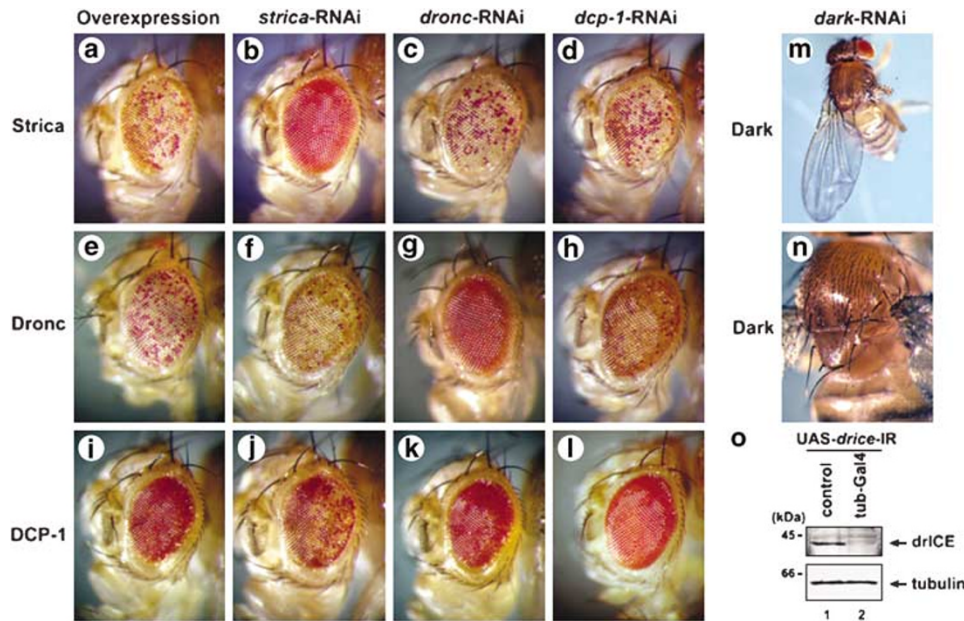 Overexpression strica-RNAi dronc-RNAi dcp-1-RNAi dark-RNAi
a b c d m
Strica Dark
e f g h n
Dronc Dark
i j k l o UAS-drice-IR
control tub-Gal4
(kDa)
DCP-1 45 - drICE
66 - tubulin
1 2